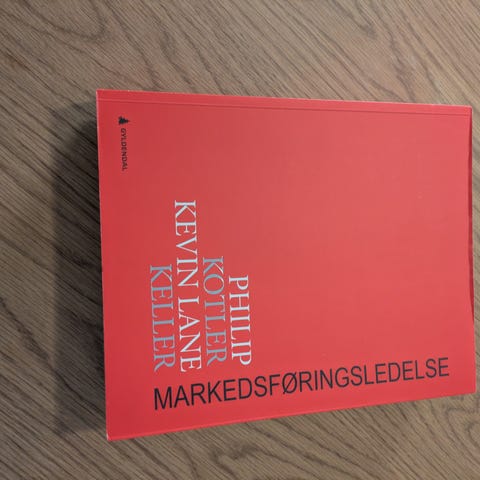 PHILIP
KOTLER
KEVIN LANE
KELLER
MARKEDSFØRINGSLEDELSE
GYLDENDAL